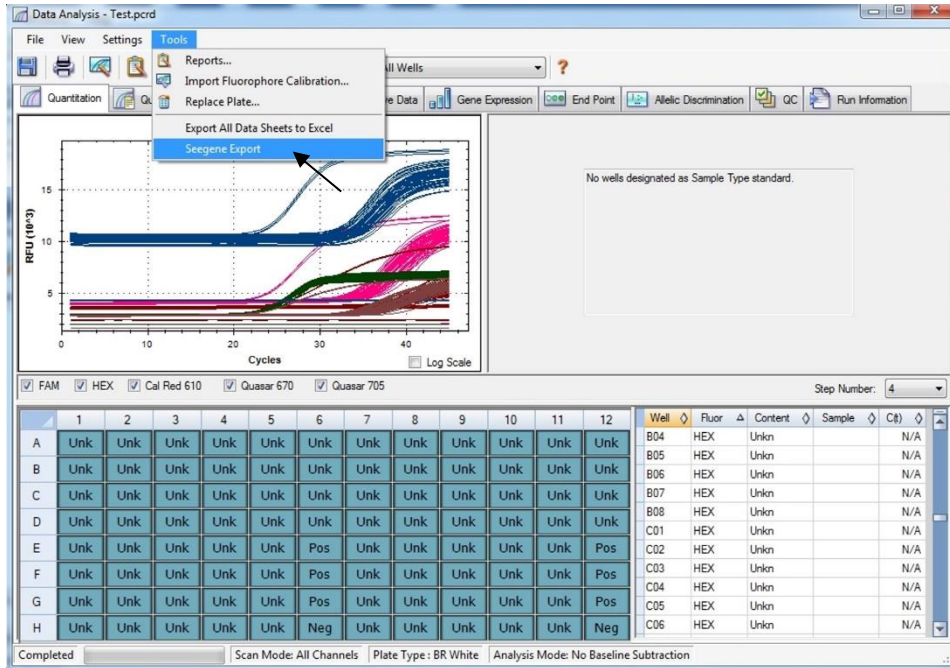 Data Analysis - Test.pcrd
File View Settings Tools
Reports...
Import Fluorophore Calibration...
Replace Plate...
Export All Data Sheets to Excel
Seegene Export
All Wells
?
Quantitation
Data
Gene Expression
End Point
Allelic Discrimination
QC
Run Information
RFU (10^3)
15
10
5
0 10 20 30 40
Cycles
Log Scale
No wells designated as Sample Type standard.
FAM HEX Cal Red 610 Quasar 670 Quasar 705
Step Number: 4
1 2 3 4 5 6 7 8 9 10 11 12
A Unk Unk Unk Unk Unk Unk Unk Unk Unk Unk Unk Unk
B Unk Unk Unk Unk Unk Unk Unk Unk Unk Unk Unk Unk
C Unk Unk Unk Unk Unk Unk Unk Unk Unk Unk Unk Unk
D Unk Unk Unk Unk Unk Unk Unk Unk Unk Unk Unk Unk
E Unk Unk Unk Unk Unk Pos Unk Unk Unk Unk Unk Pos
F Unk Unk Unk Unk Unk Pos Unk Unk Unk Unk Unk Pos
G Unk Unk Unk Unk Unk Pos Unk Unk Unk Unk Unk Pos
H Unk Unk Unk Unk Unk Neg Unk Unk Unk Unk Unk Neg
Well Fluor Content Sample C(t)
B04 HEX Unkn N/A
B05 HEX Unkn N/A
B06 HEX Unkn N/A
B07 HEX Unkn N/A
B08 HEX Unkn N/A
C01 HEX Unkn N/A
C02 HEX Unkn N/A
C03 HEX Unkn N/A
C04 HEX Unkn N/A
C05 HEX Unkn N/A
C06 HEX Unkn N/A
Completed
Scan Mode: All Channels
Plate Type : BR White
Analysis Mode: No Baseline Subtraction